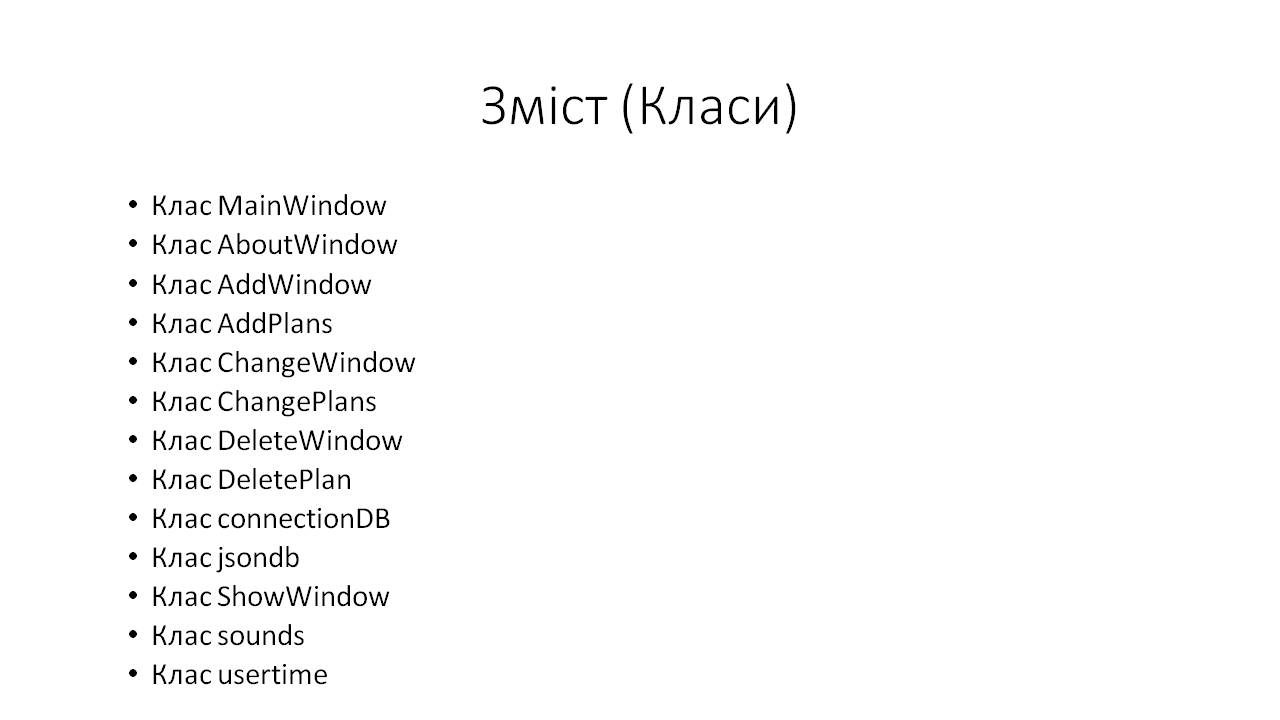 Зміст (Класи)
• Клас MainWindow
• Клас AboutWindow
• Клас AddWindow
• Клас AddPlans
• Клас ChangeWindow
• Клас ChangePlans
• Клас DeleteWindow
• Клас DeletePlan
• Клас connectionDB
• Клас jsondb
• Клас ShowWindow
• Клас sounds
• Клас usertime